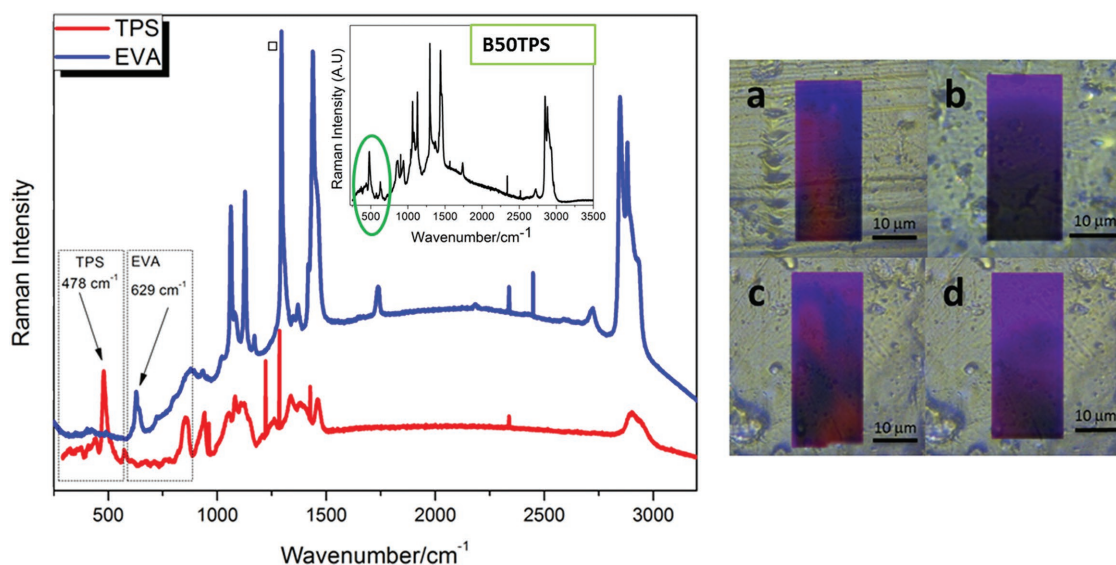 TPS
EVA
B50TPS
Raman Intensity (A.U)
500 1000 1500 2000 2500 3000 3500
Wavenumber/cm-1
TPS
478 cm-1
EVA
629 cm-1
Raman Intensity
500 1000 1500 2000 2500 3000
Wavenumber/cm-1
a
10 µm
b
10 µm
c
10 µm
d
10 µm